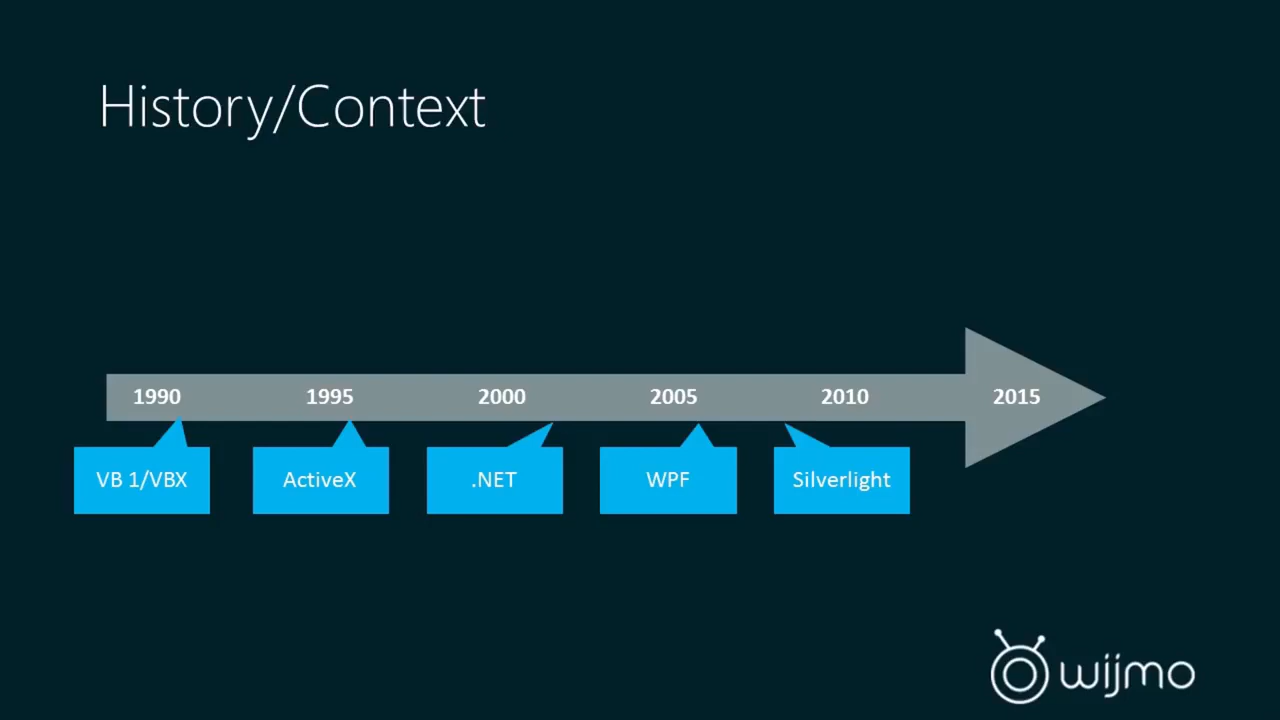 History/Context
1990 1995 2000 2005 2010 2015
VB 1/VBX ActiveX .NET WPF Silverlight
wijmo